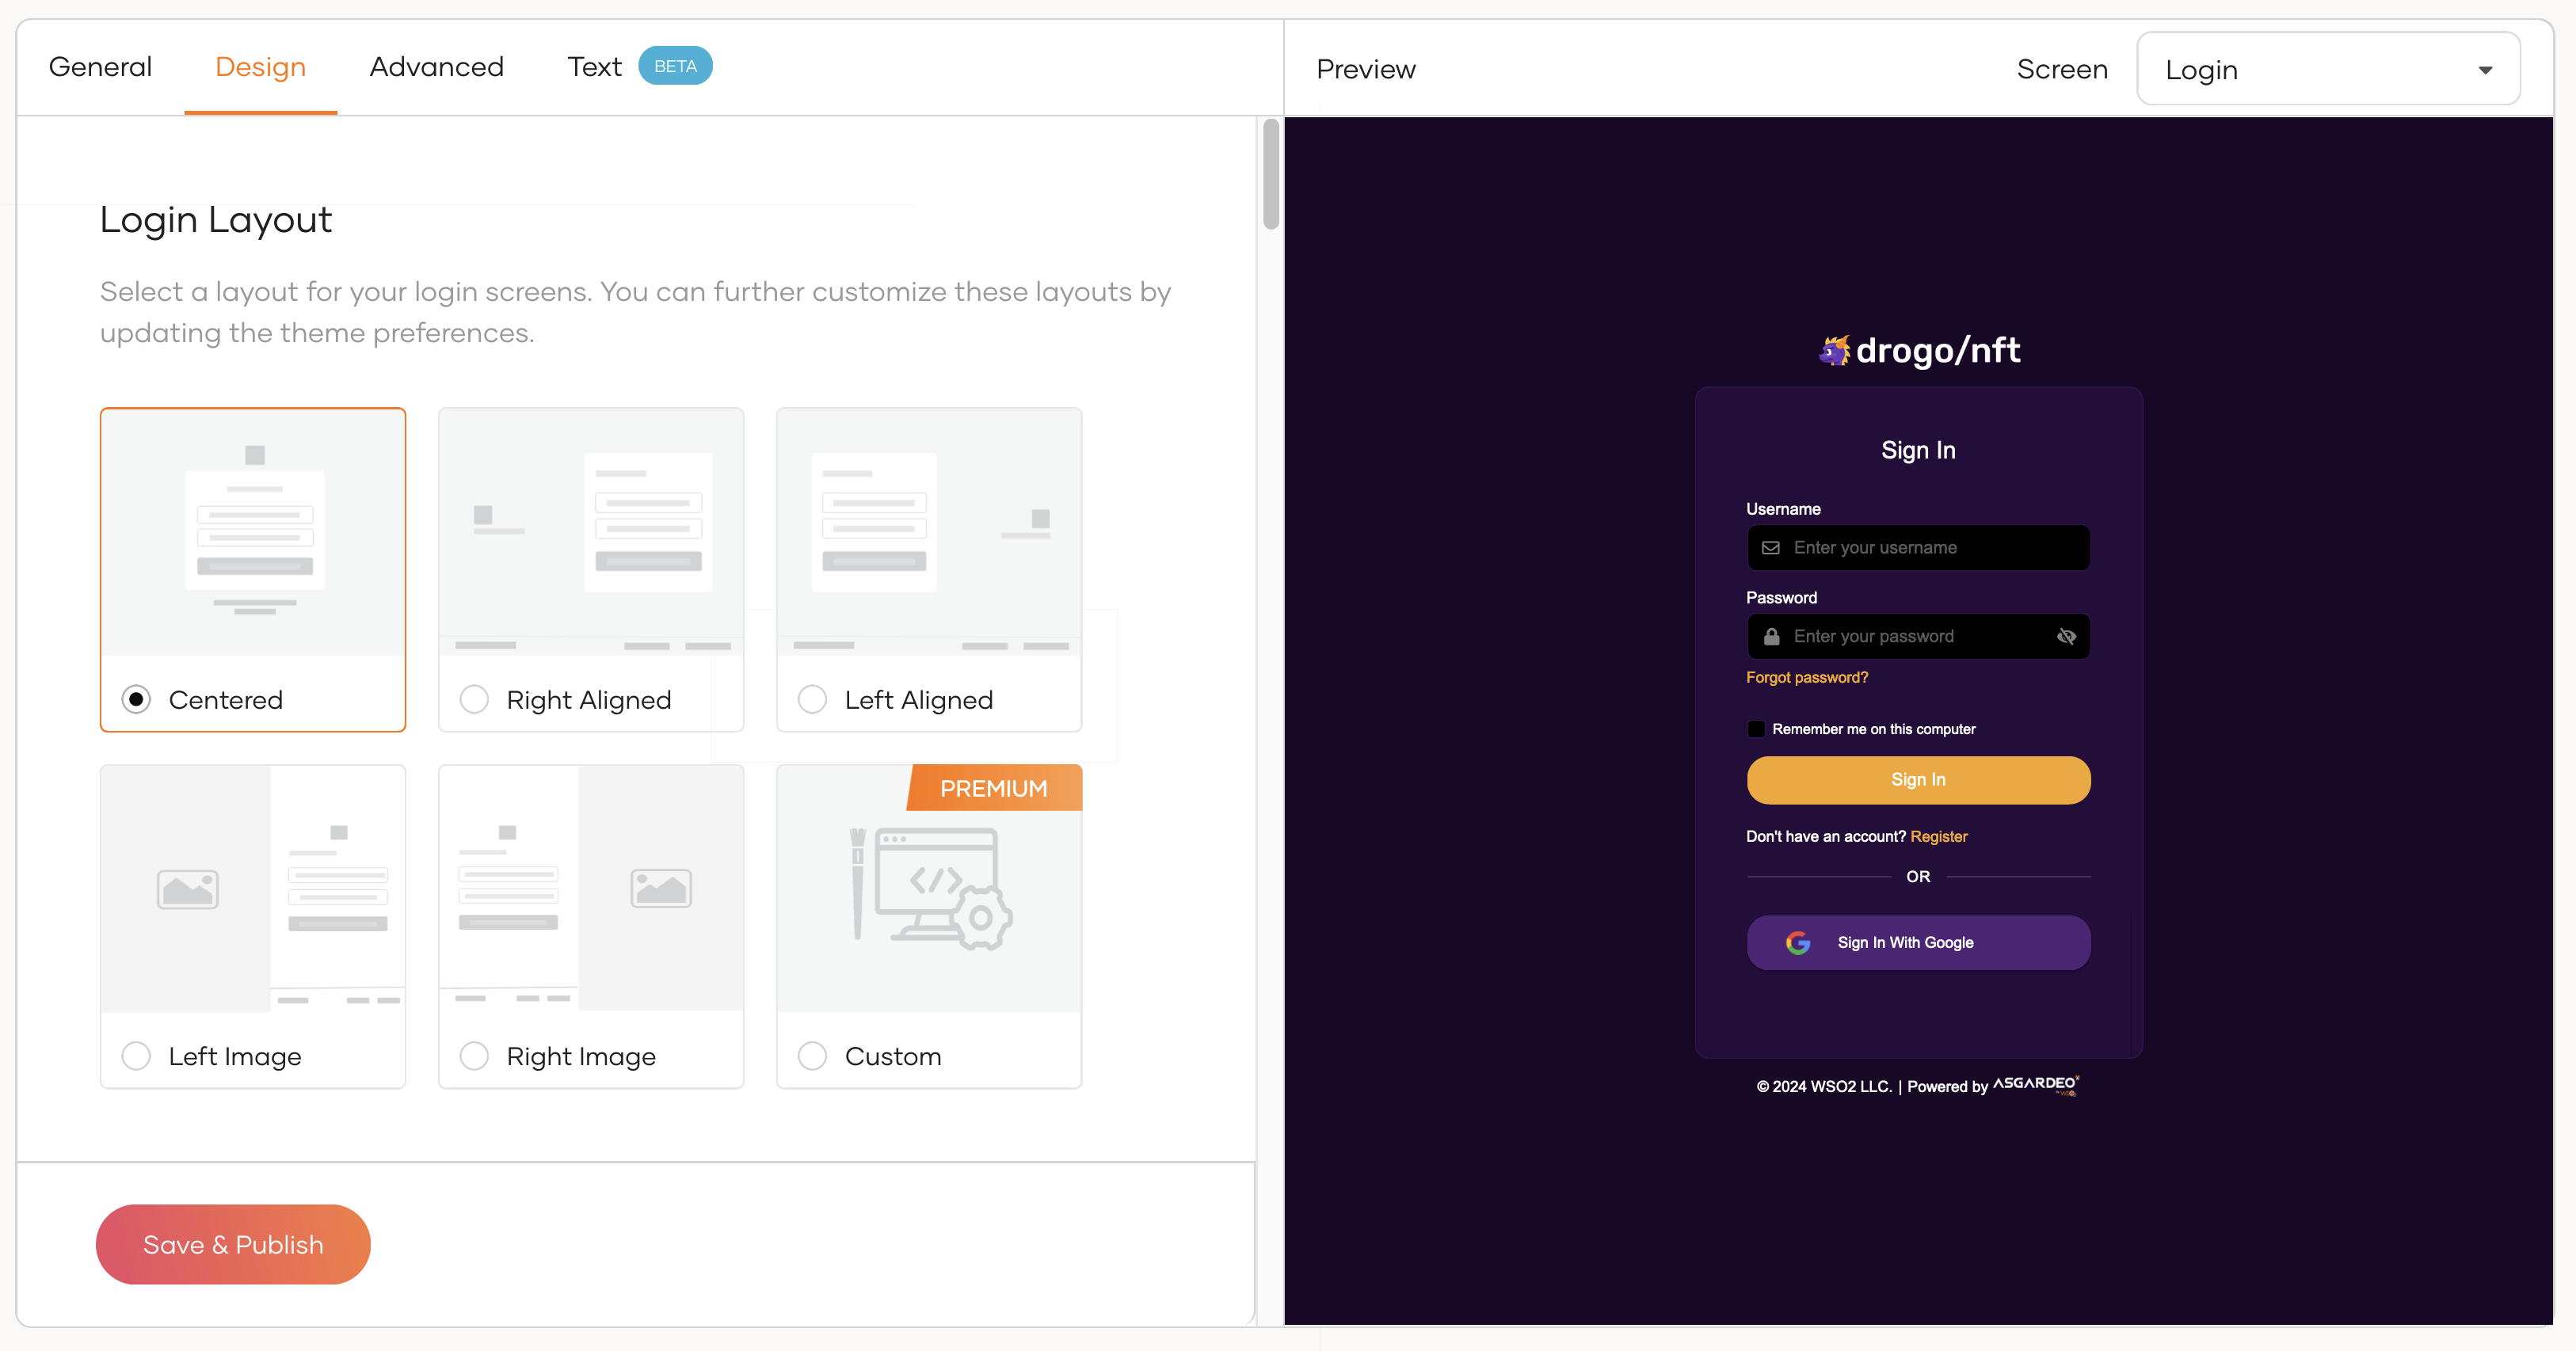 General
Design
Advanced
Text BETA
Preview
Screen
Login
Login Layout
Select a layout for your login screens. You can further customize these layouts by
updating the theme preferences.
Centered
Right Aligned
Left Aligned
PREMIUM
Left Image
Right Image
Custom
Save & Publish
drogo/nft
Sign In
Username
Enter your username
Password
Enter your password
Forgot password?
Remember me on this computer
Sign In
Don't have an account? Register
OR
Sign In With Google
© 2024 WSO2 LLC. | Powered by ASGARDEO
by WSO2